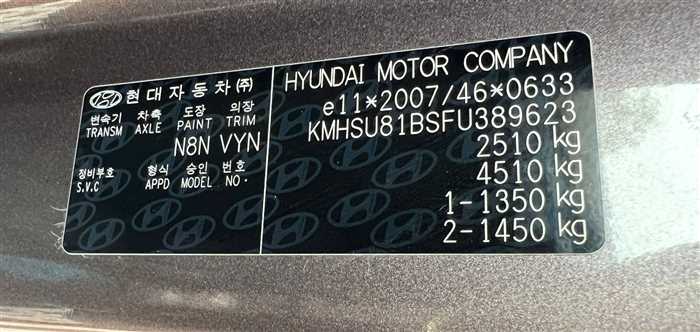 현대자동차(주)
변속기 차축 도장 의장
TRANSM AXLE PAINT TRIM
N8N VYN
정비부호 형식 승인 번호
S.V.C APPD MODEL NO.
HYUNDAI MOTOR COMPANY
e11*2007/46*0633
KMHSU81BSFU389623
2510 kg
4510 kg
1-1350 kg
2-1450 kg